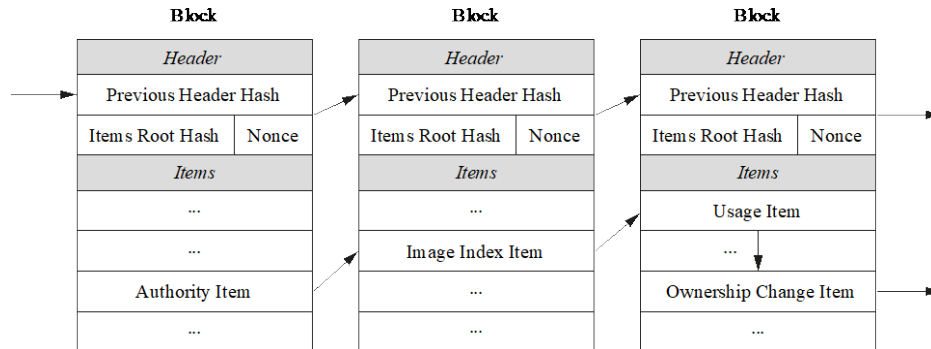 Block Block Block
Header Header Header
Previous Header Hash Previous Header Hash Previous Header Hash
Items Root Hash Nonce Items Root Hash Nonce Items Root Hash Nonce
Items Items Items
... ... Usage Item
... Image Index Item ...
Authority Item ... Ownership Change Item
... ... ...